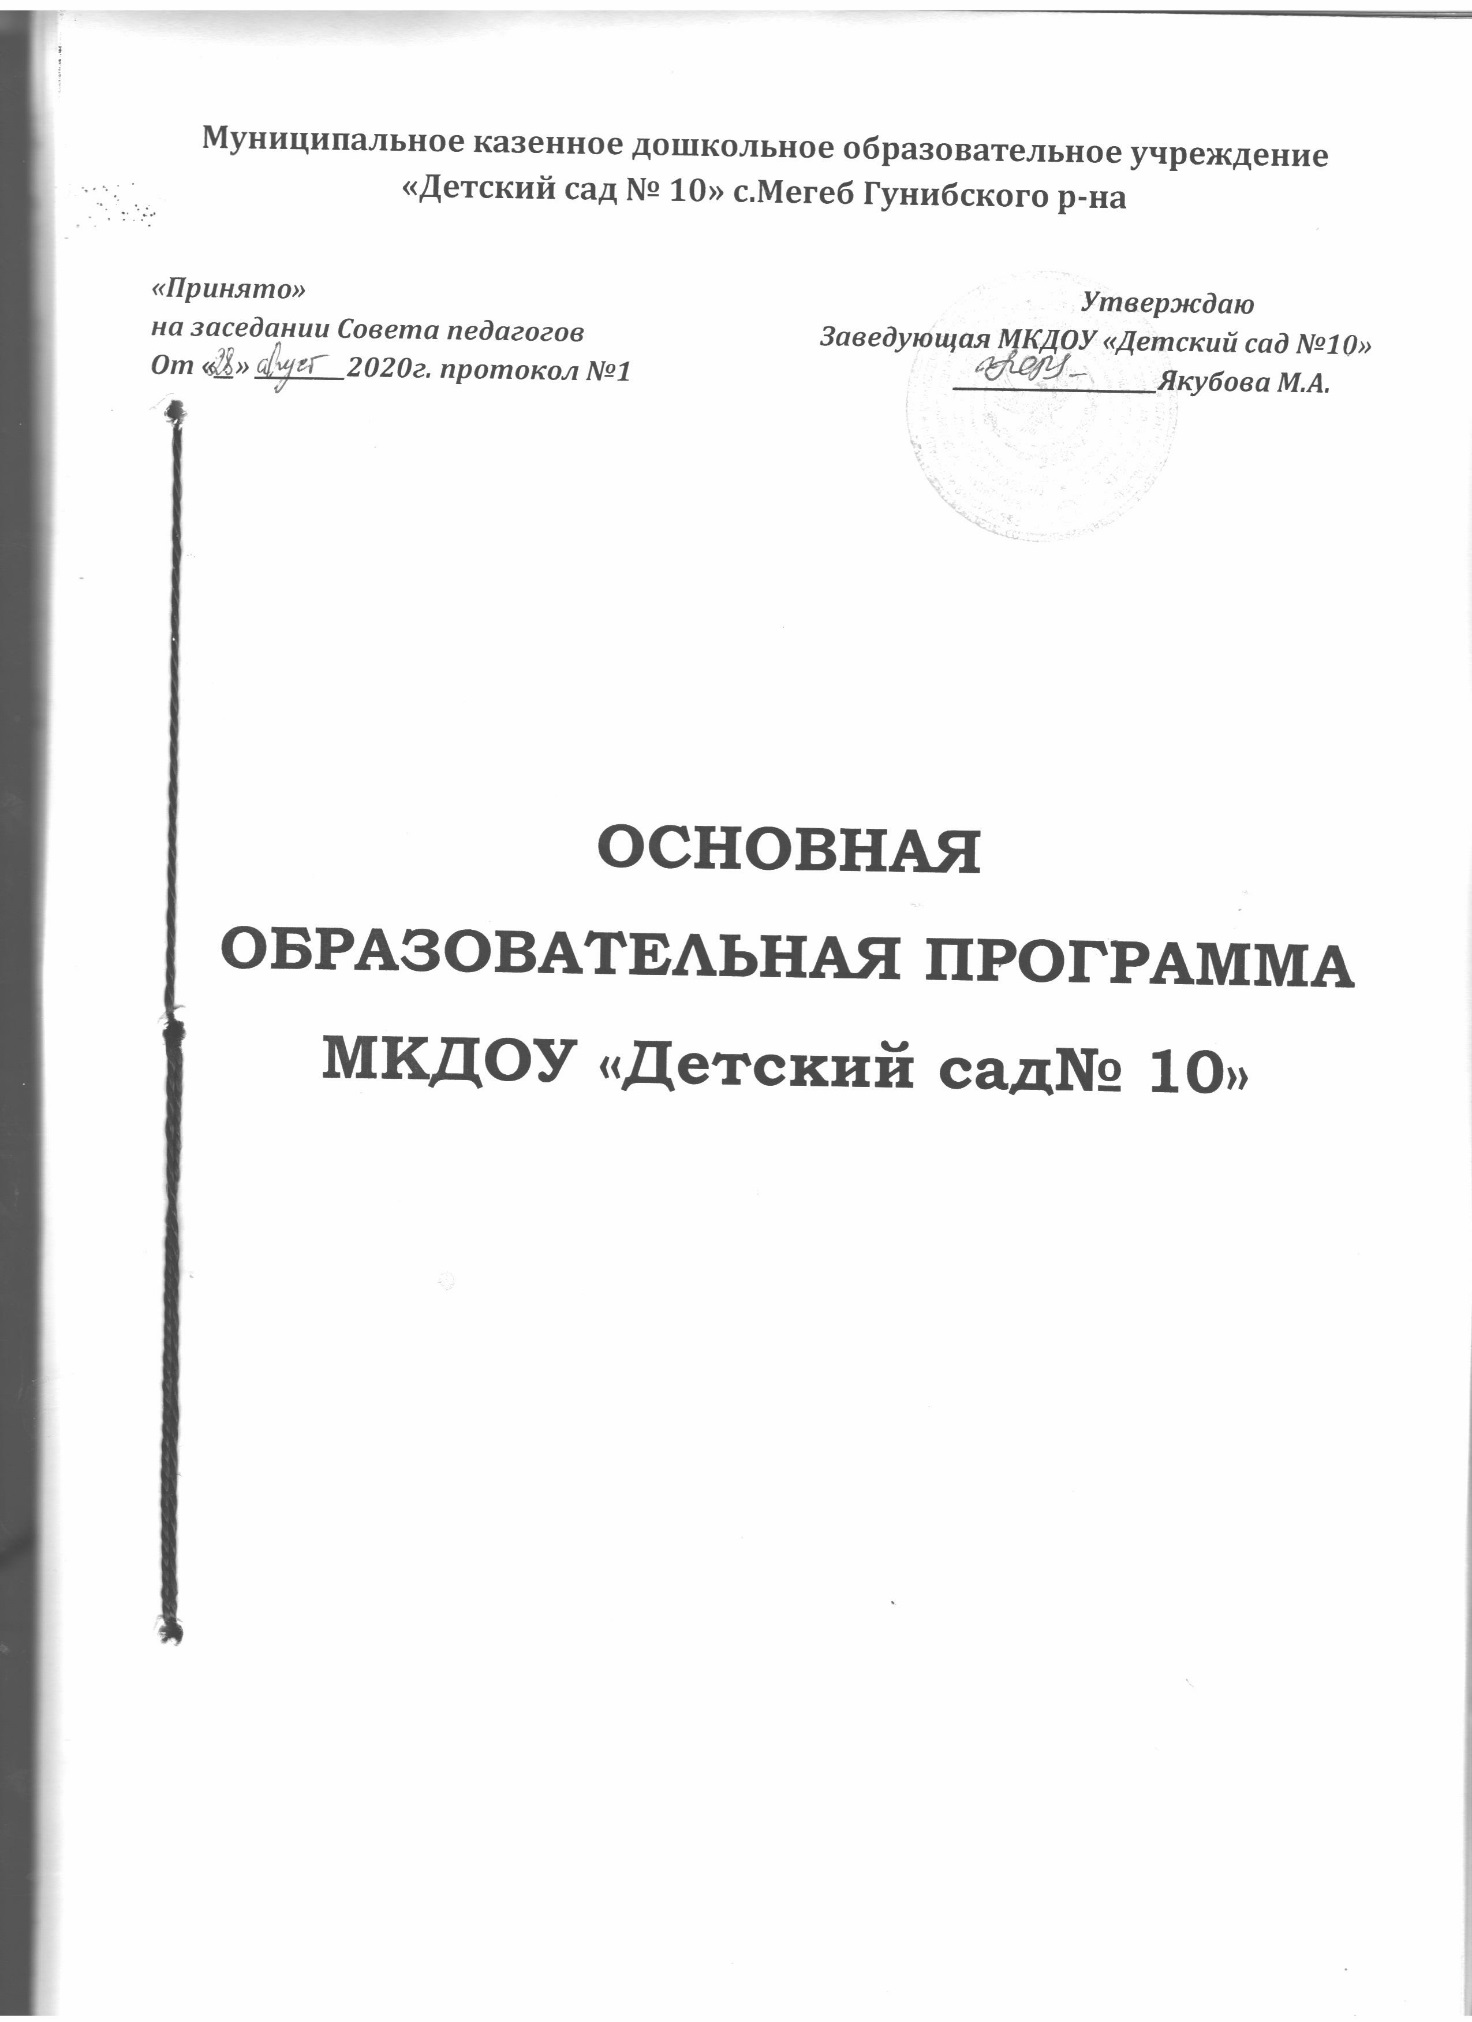 Муниципальное казенное дошкольное образовательное учреждение
«Детский сад № 10» с.Мегеб Гунибского р-на
«Принято»
на заседании Совета педагогов
От «28» август 2020г. протокол №1
Утверждаю
Заведующая МКДОУ «Детский сад №10»
Якубова М.А.
ОСНОВНАЯ
ОБРАЗОВАТЕЛЬНАЯ ПРОГРАММА
МКДОУ «Детский сад№ 10»